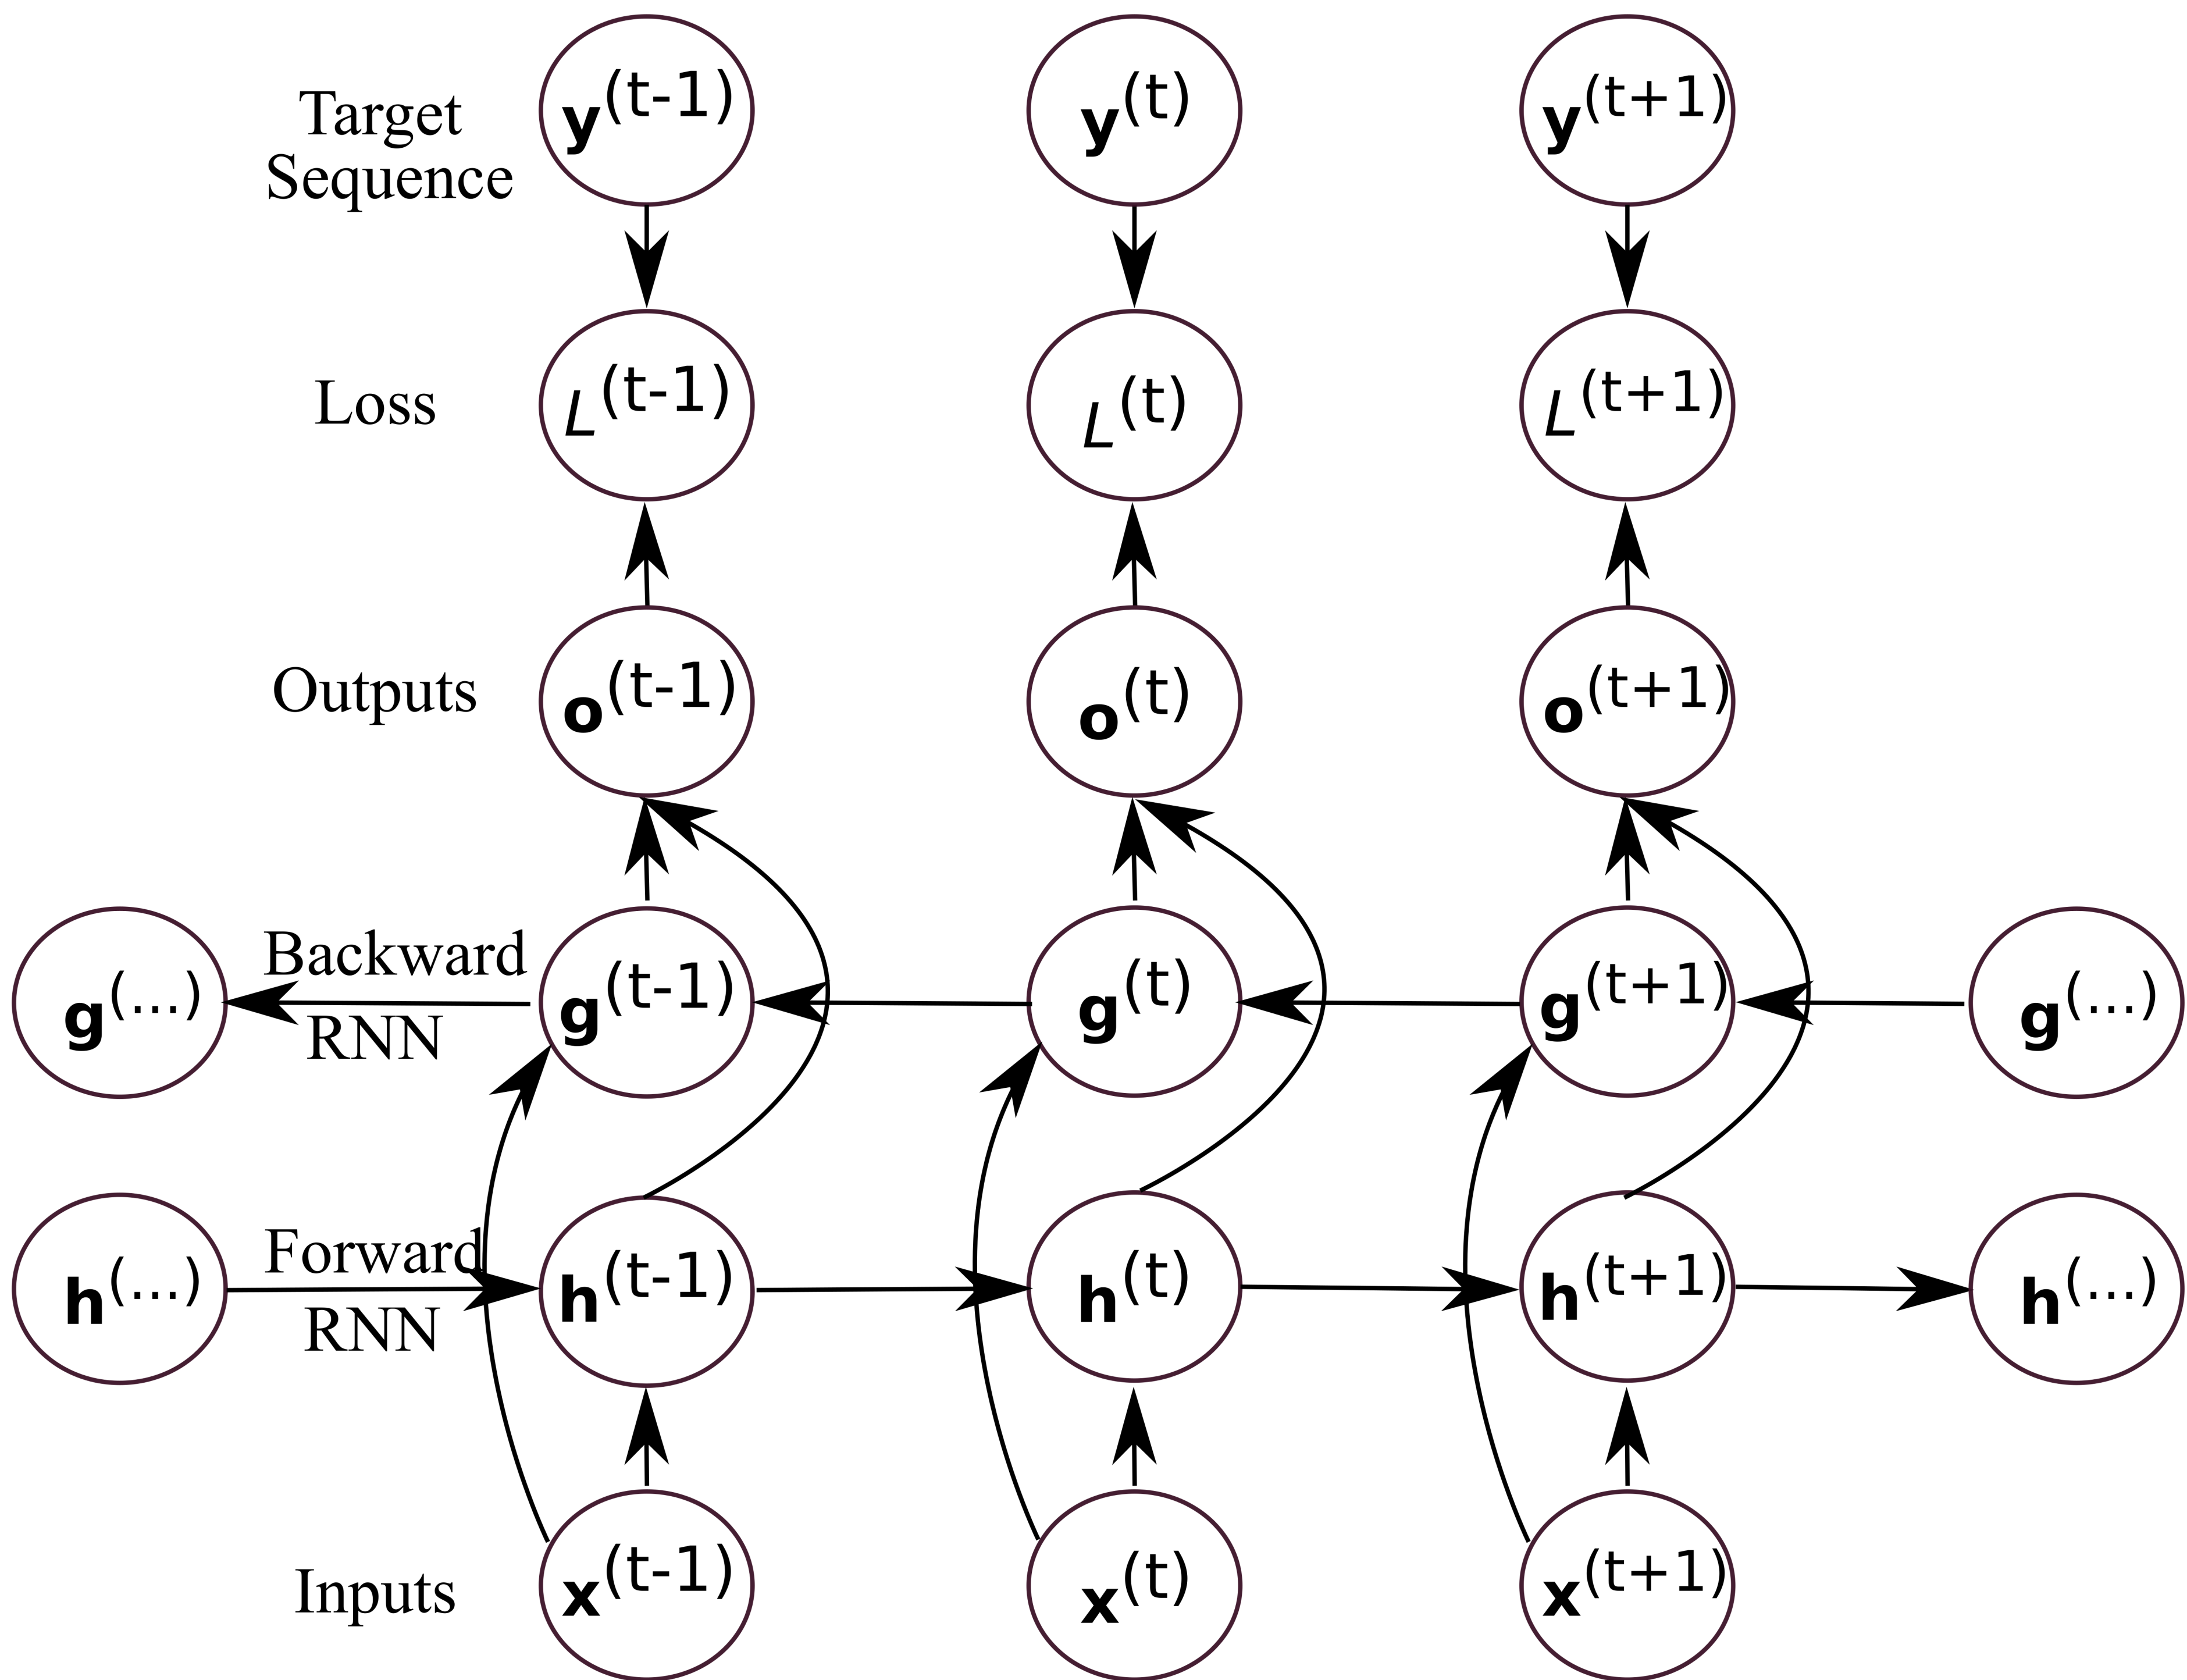 Target
Sequence
y(t-1) y(t) y(t+1)
Loss
L(t-1) L(t) L(t+1)
Outputs
o(t-1) o(t) o(t+1)
Backward
RNN
g(...) g(t-1) g(t) g(t+1) g(...)
Forward
RNN
h(...) h(t-1) h(t) h(t+1) h(...)
Inputs
x(t-1) x(t) x(t+1)